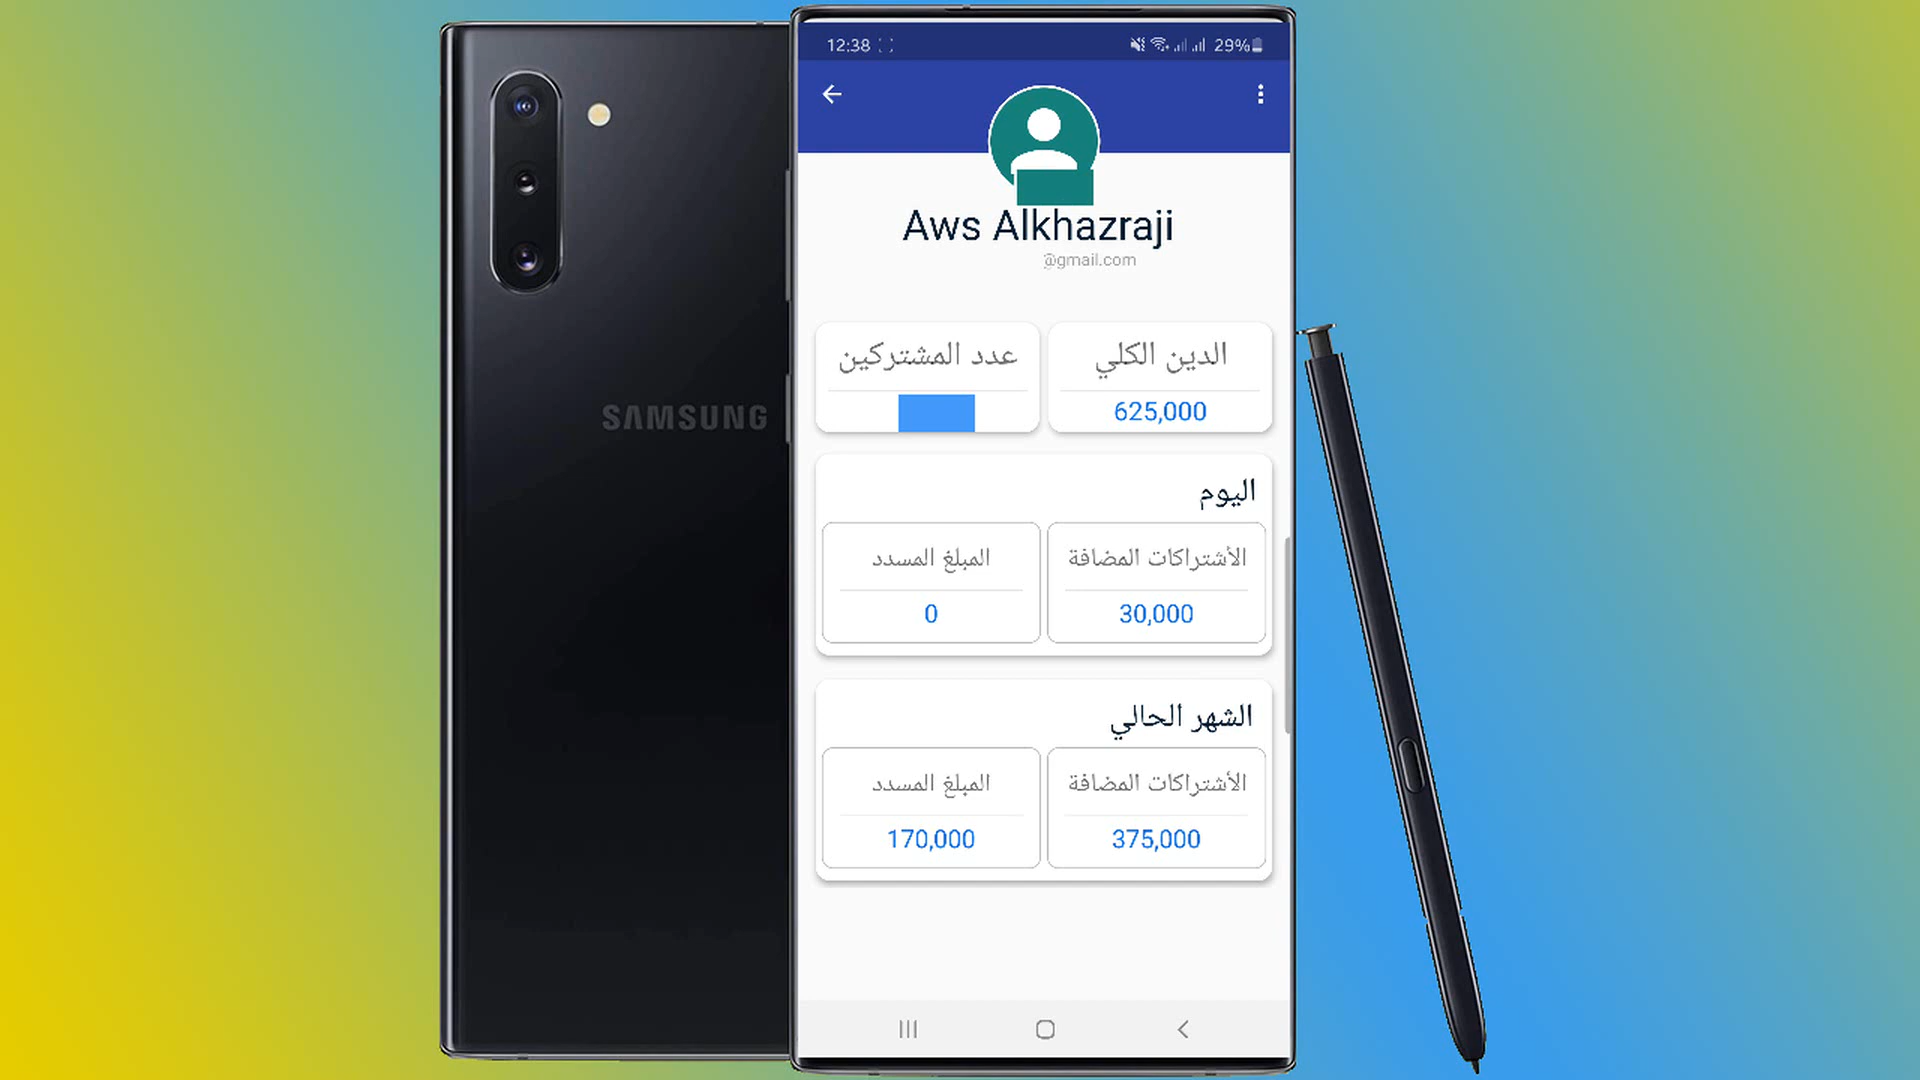 12:38
29%
Aws Alkhazraji
@gmail.com
الدين الكلي
عدد المشتركين
625,000
اليوم
الأشتراكات المضافة
المبلغ المسدد
30,000
0
الشهر الحالي
الأشتراكات المضافة
المبلغ المسدد
375,000
170,000
SAMSUNG